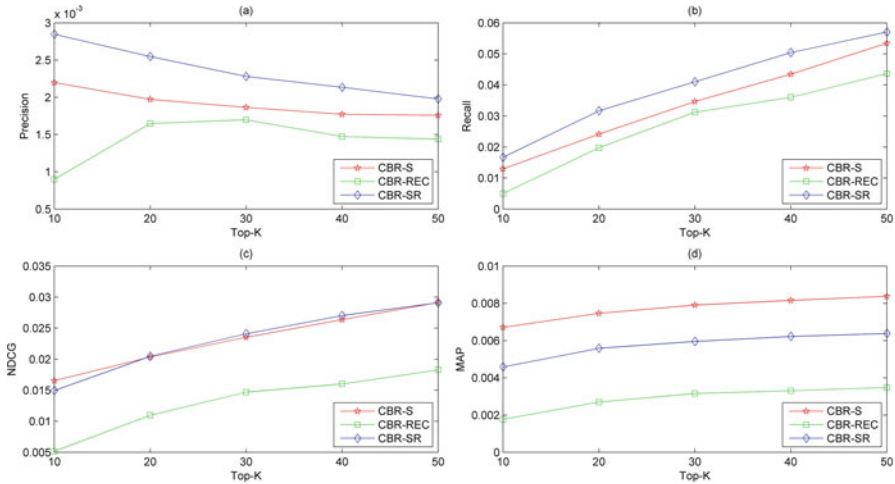 (a)
x 10⁻³
3
2.5
2
1.5
1
0.5
Precision
10 20 30 40 50
Top-K
CBR-S
CBR-REC
CBR-SR
(b)
0.06
0.05
0.04
0.03
0.02
0.01
0
Recall
10 20 30 40 50
Top-K
CBR-S
CBR-REC
CBR-SR
(c)
0.035
0.03
0.025
0.02
0.015
0.01
0.005
NDCG
10 20 30 40 50
Top-K
CBR-S
CBR-REC
CBR-SR
(d)
0.01
0.008
0.006
0.004
0.002
0
MAP
10 20 30 40 50
Top-K
CBR-S
CBR-REC
CBR-SR